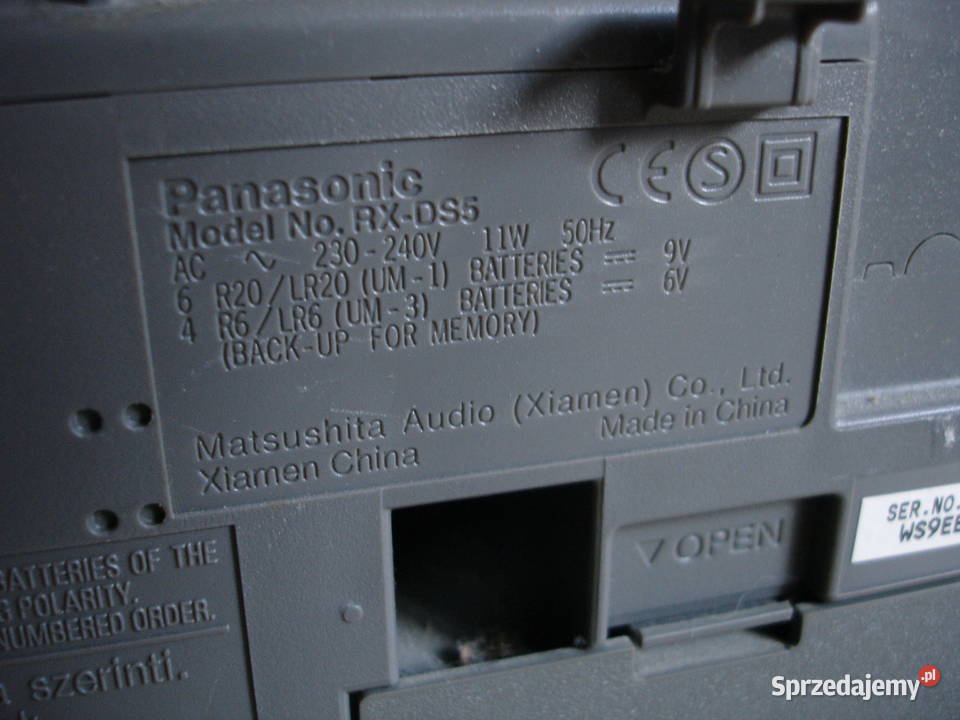 Panasonic
Model No. RX-DS5
AC ~ 230-240V 11W 50Hz
6 R20/LR20 (UM-1) BATTERIES ⎓ 9V
4 R6/LR6 (UM-3) BATTERIES ⎓ 6V
(BACK-UP FOR MEMORY)
CE S
Matsushita Audio (Xiamen) Co., Ltd.
Xiamen China
Made in China
▽ OPEN
SER.NO.
WS9EE
BATTERIES OF THE
G POLARITY.
NUMBERED ORDER.
a szerinti.
Sprzedajemy.pl